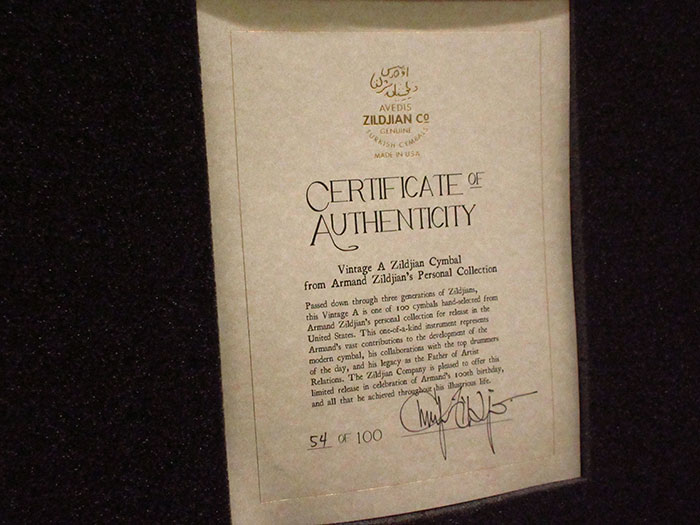 AVEDIS
ZILDJIAN Co
GENUINE
TURKISH CYMBALS
MADE IN U.S.A.
CERTIFICATE OF
AUTHENTICITY
Vintage A Zildjian Cymbal
from Armand Zildjian's Personal Collection
Passed down through three generations of Zildjians,
this Vintage A is one of 100 cymbals hand-selected from
Armand Zildjian's personal collection for release in the
United States. This one-of-a-kind instrument represents
Armand's vast contributions to the development of the
modern cymbal, his collaborations with the top drummers
of the day, and his legacy as the Father of Artist
Relations. The Zildjian Company is pleased to offer this
limited release in celebration of Armand's 100th birthday,
and all that he achieved throughout his illustrious life.
54 OF 100